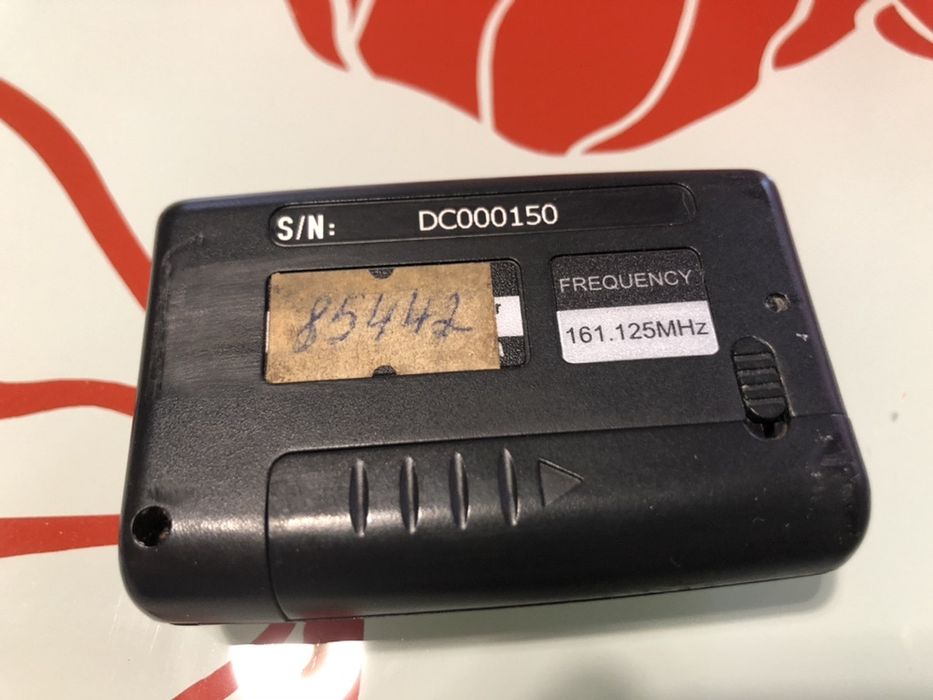 S/N: DC000150
85442
FREQUENCY
161.125MHz